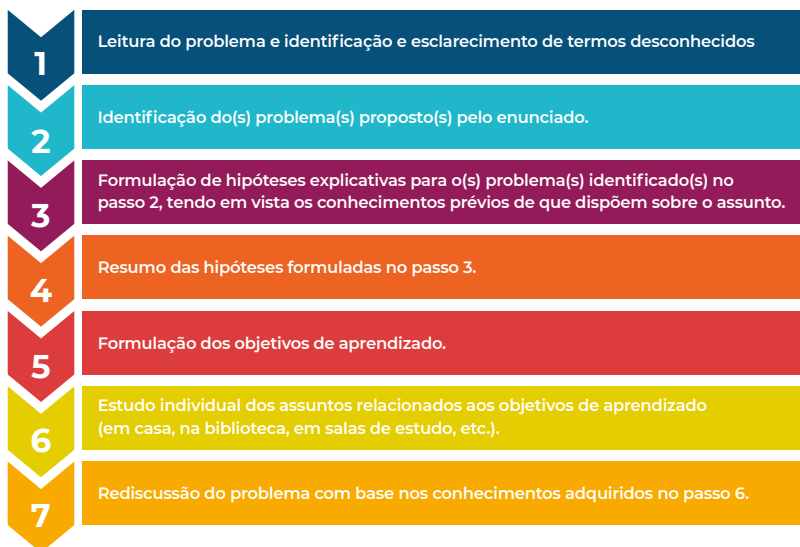 1
Leitura do problema e identificação e esclarecimento de termos desconhecidos
2
Identificação do(s) problema(s) proposto(s) pelo enunciado.
3
Formulação de hipóteses explicativas para o(s) problema(s) identificado(s) no
passo 2, tendo em vista os conhecimentos prévios de que dispõem sobre o assunto.
4
Resumo das hipóteses formuladas no passo 3.
5
Formulação dos objetivos de aprendizado.
6
Estudo individual dos assuntos relacionados aos objetivos de aprendizado
(em casa, na biblioteca, em salas de estudo, etc.).
7
Rediscussão do problema com base nos conhecimentos adquiridos no passo 6.